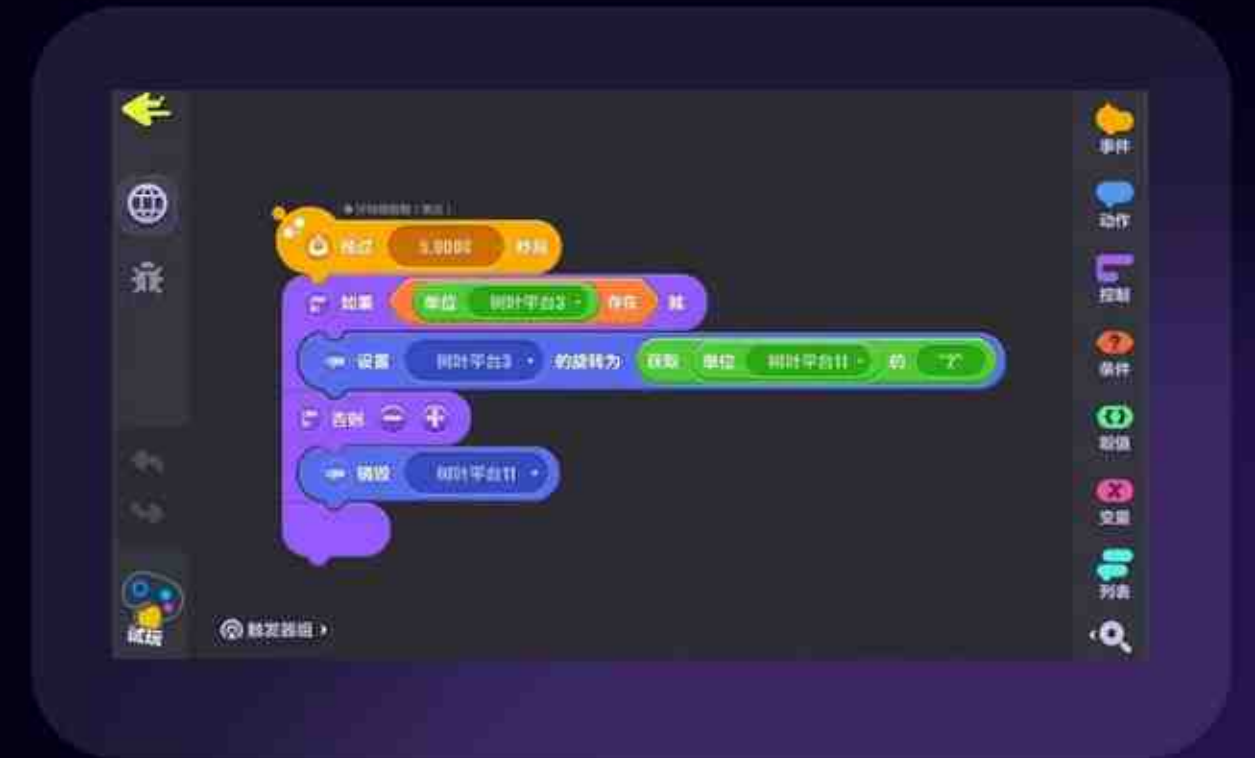 事件
动作
经过 秒后
如果 单位 树叶平台3 存在 就
控制
设置 树叶平台3 的旋转为 获取 单位 树叶平台11 的
条件
否则
取值
销毁 树叶平台11
变量
列表
试玩
触发器组